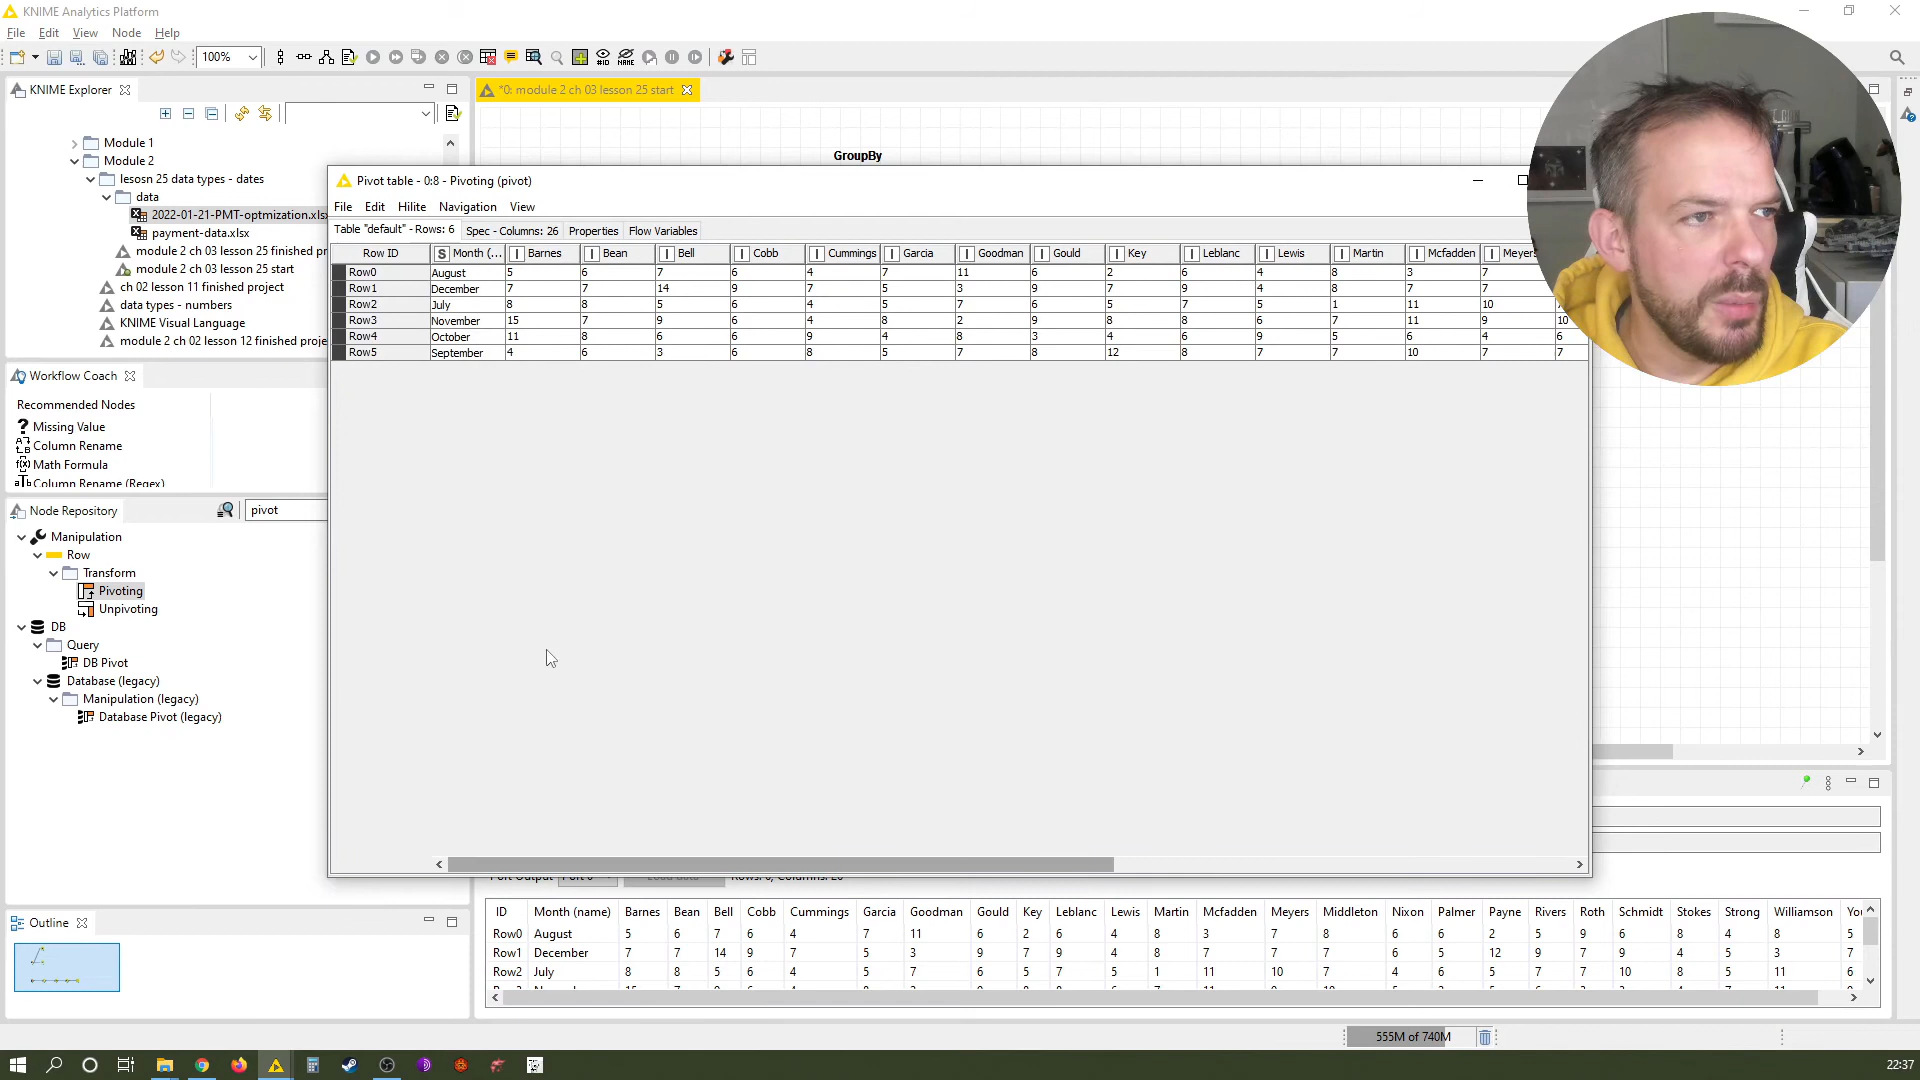 KNIME Analytics Platform
File Edit View Node Help
100%
KNIME Explorer
*0: module 2 ch 03 lesson 25 start
Module 1
Module 2
lesosn 25 data types - dates
data
2022-01-21-PMT-optmization.xlsx
payment-data.xlsx
module 2 ch 03 lesson 25 finished pr
module 2 ch 03 lesson 25 start
ch 02 lesson 11 finished project
data types - numbers
KNIME Visual Language
module 2 ch 02 lesson 12 finished proje
GroupBy
Pivot table - 0:8 - Pivoting (pivot)
File Edit Hilite Navigation View
Table "default" - Rows: 6 Spec - Columns: 26 Properties Flow Variables
Row ID S Month (... I Barnes I Bean I Bell I Cobb I Cummings I Garcia I Goodman I Gould I Key I Leblanc I Lewis I Martin I Mcfadden I Meyers
Row0 August 5 6 7 6 4 7 11 6 2 6 4 8 3 7
Row1 December 7 7 14 9 7 5 3 9 7 9 4 8 7 7
Row2 July 8 8 5 6 4 5 7 6 5 7 5 1 11 10
Row3 November 15 7 9 6 4 8 2 9 8 8 6 7 11 9 10
Row4 October 11 8 6 6 9 4 8 3 4 6 9 5 6 4 6
Row5 September 4 6 3 6 8 5 7 8 12 8 7 7 10 7 7
Workflow Coach
Recommended Nodes
Missing Value
Column Rename
Math Formula
Column Rename (Regex)
Node Repository
pivot
Manipulation
Row
Transform
Pivoting
Unpivoting
DB
Query
DB Pivot
Database (legacy)
Manipulation (legacy)
Database Pivot (legacy)
Outline
ID Month (name) Barnes Bean Bell Cobb Cummings Garcia Goodman Gould Key Leblanc Lewis Martin Mcfadden Meyers Middleton Nixon Palmer Payne Rivers Roth Schmidt Stokes Strong Williamson You
Row0 August 5 6 7 6 4 7 11 6 2 6 4 8 3 7 8 6 6 2 5 9 6 8 4 8 5
Row1 December 7 7 14 9 7 5 3 9 7 9 4 8 7 7 7 6 5 12 9 7 9 4 5 3 7
Row2 July 8 8 5 6 4 5 7 6 5 7 5 1 11 10 7 4 6 5 7 7 10 8 5 11 6
555M of 740M
22:37